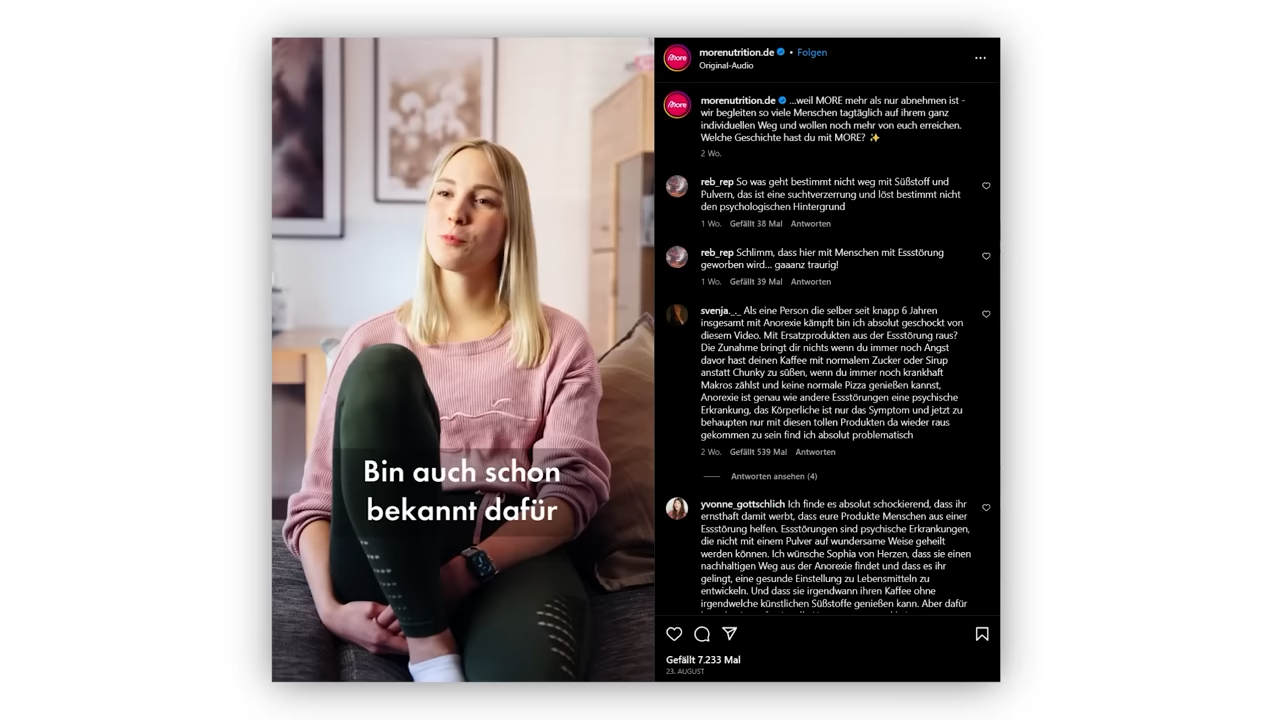 Bin auch schon
bekannt dafür
more
morenutrition.de • Folgen
Original-Audio
more
morenutrition.de ...weil MORE mehr als nur abnehmen ist -
wir begleiten so viele Menschen tagtäglich auf ihrem ganz
individuellen Weg und wollen noch mehr von euch erreichen.
Welche Geschichte hast du mit MORE? ✨
2 Wo.
reb_rep So was geht bestimmt nicht weg mit Süßstoff und
Pulvern, das ist eine suchtverzerrung und löst bestimmt nicht
den psychologischen Hintergrund
1 Wo. Gefällt 38 Mal Antworten
reb_rep Schlimm, dass hier mit Menschen mit Essstörung
geworben wird... gaaanz traurig!
1 Wo. Gefällt 39 Mal Antworten
svenja._._ Als eine Person die selber seit knapp 6 Jahren
insgesamt mit Anorexie kämpft bin ich absolut geschockt von
diesem Video. Mit Ersatzprodukten aus der Essstörung raus?
Die Zunahme bringt dir nichts wenn du immer noch Angst
davor hast deinen Kaffee mit normalem Zucker oder Sirup
anstatt Chunky zu süßen, wenn du immer noch krankhaft
Makros zählst und keine normale Pizza genießen kannst,
Anorexie ist genau wie andere Essstörungen eine psychische
Erkrankung, das Körperliche ist nur das Symptom und jetzt zu
behaupten nur mit diesen tollen Produkten da wieder raus
gekommen zu sein find ich absolut problematisch
2 Wo. Gefällt 539 Mal Antworten
Antworten ansehen (4)
yvonne_gottschlich Ich finde es absolut schockierend, dass ihr
ernsthaft damit werbt, dass eure Produkte Menschen aus einer
Essstörung helfen. Essstörungen sind psychische Erkrankungen,
die nicht mit einem Pulver auf wundersame Weise geheilt
werden können. Ich wünsche Sophia von Herzen, dass sie einen
nachhaltigen Weg aus der Anorexie findet und dass es ihr
gelingt, eine gesunde Einstellung zu Lebensmitteln zu
entwickeln. Und dass sie irgendwann ihren Kaffee ohne
irgendwelche künstlichen Süßstoffe genießen kann. Aber dafür
Gefällt 7.233 Mal
23. AUGUST